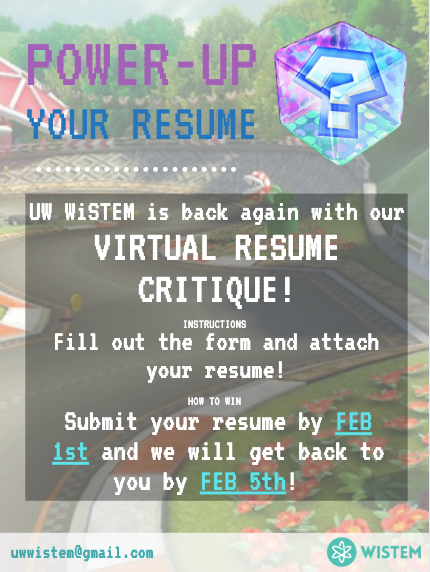 POWER-UP
YOUR RESUME
UW WiSTEM is back again with our
VIRTUAL RESUME
CRITIQUE!
INSTRUCTIONS
Fill out the form and attach
your resume!
HOW TO WIN
Submit your resume by FEB
1st and we will get back to
you by FEB 5th!
uwwistem@gmail.com
WISTEM